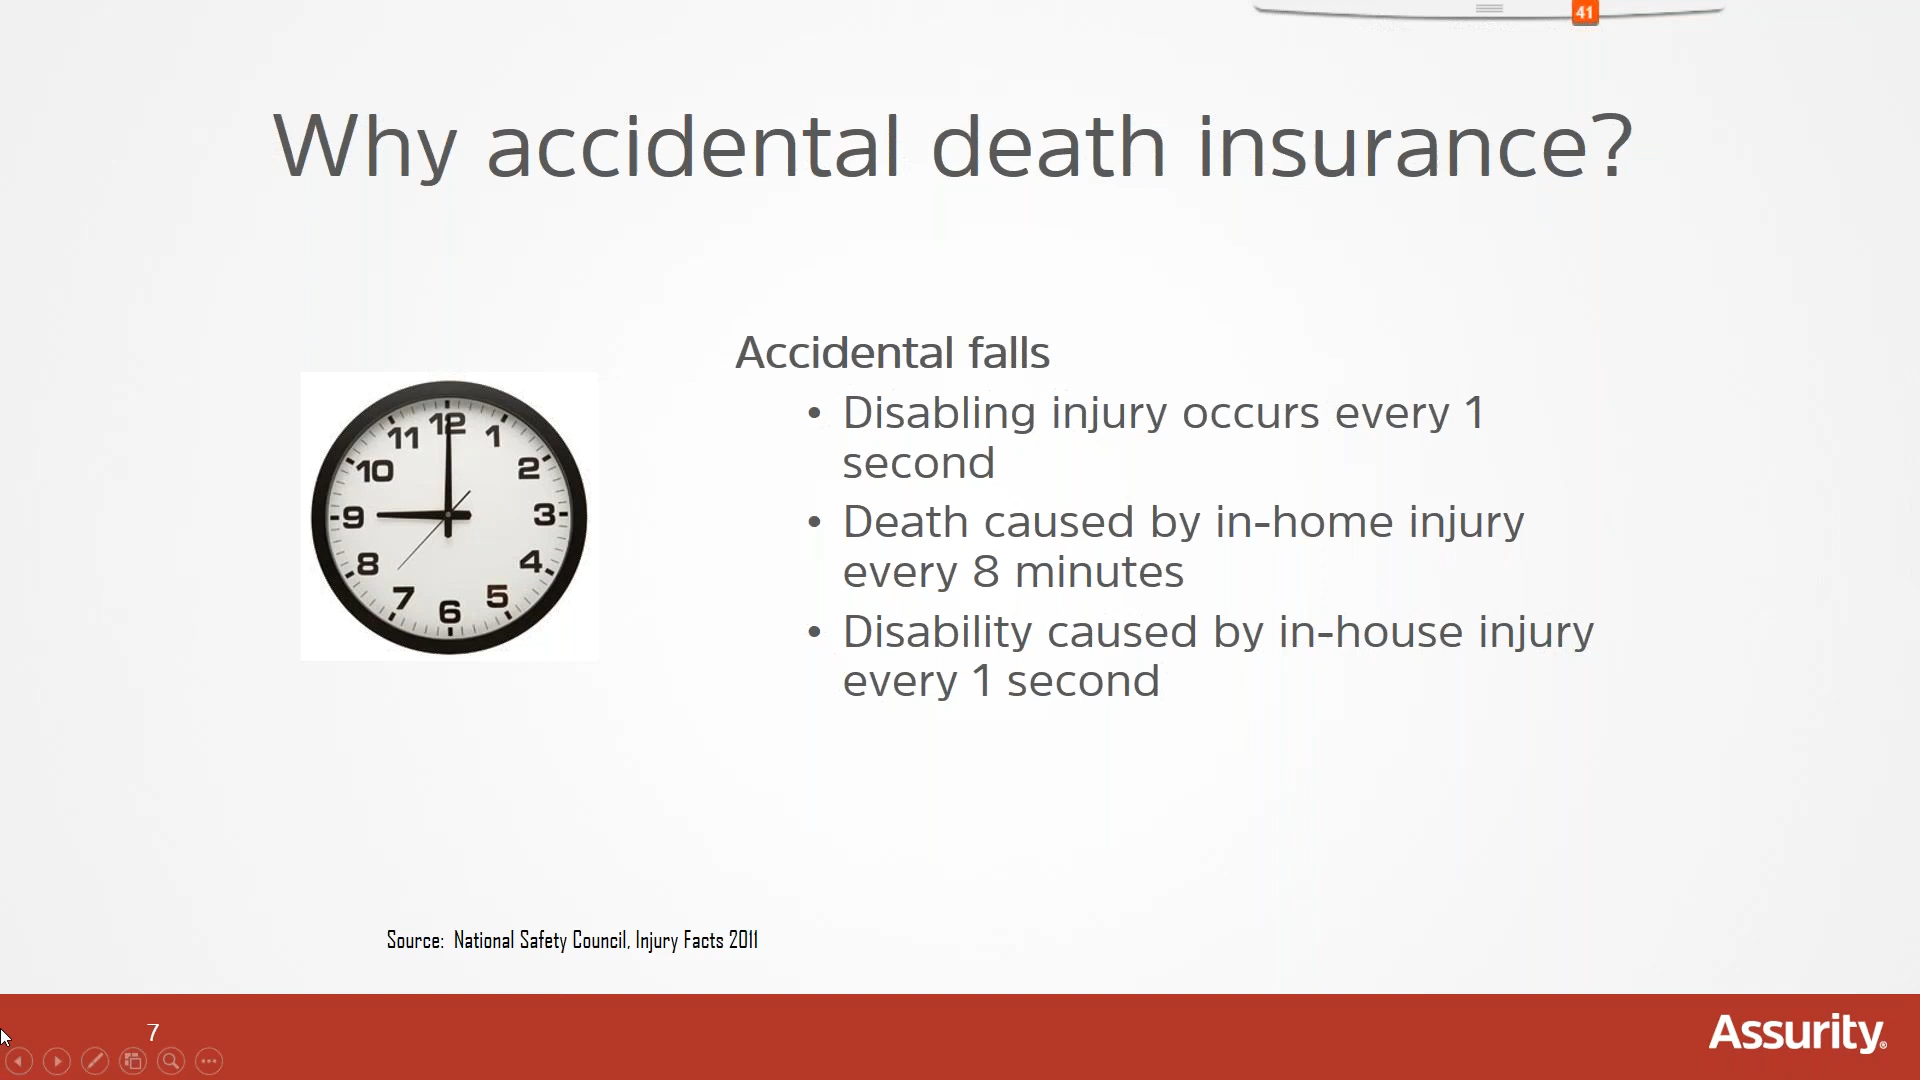 41
Why accidental death insurance?
Accidental falls
• Disabling injury occurs every 1
second
• Death caused by in-home injury
every 8 minutes
• Disability caused by in-house injury
every 1 second
12
11
1
10
2
9
3
8
4
7
5
6
Source: National Safety Council, Injury Facts 2011
7
Assurity®